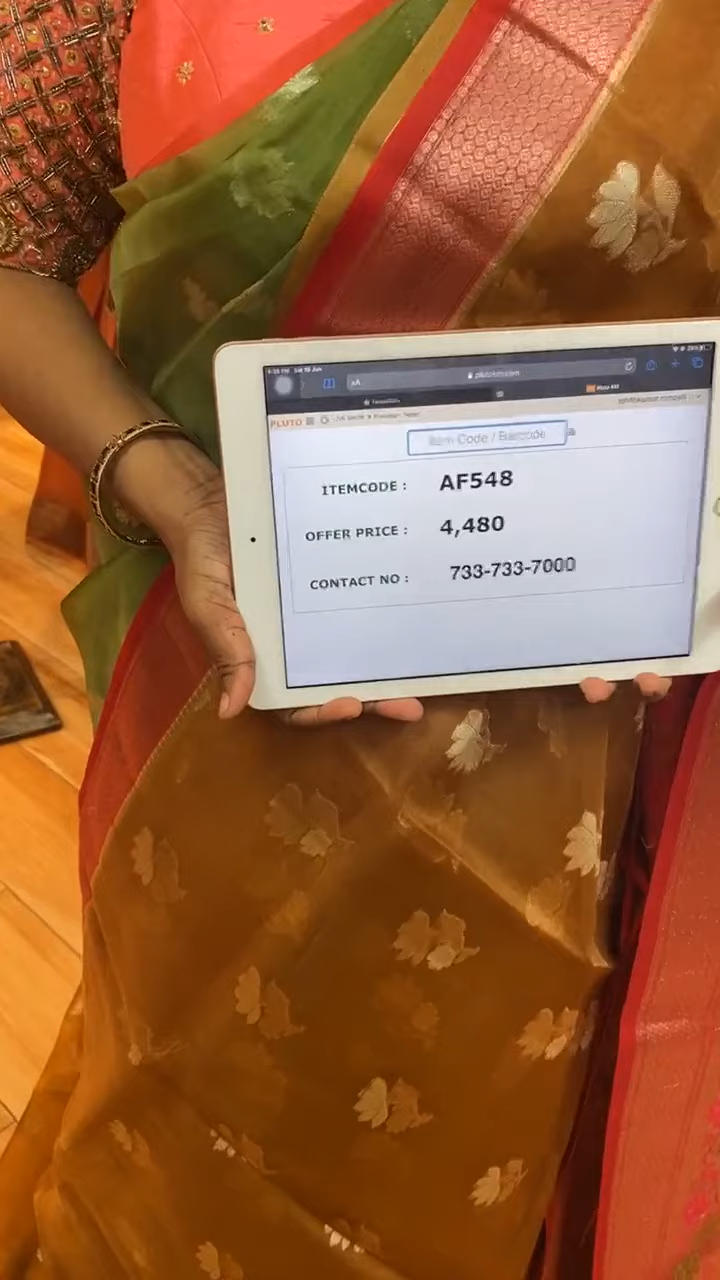 PLUTO
Item Code / Barcode
ITEMCODE : AF548
OFFER PRICE : 4,480
CONTACT NO : 733-733-7000